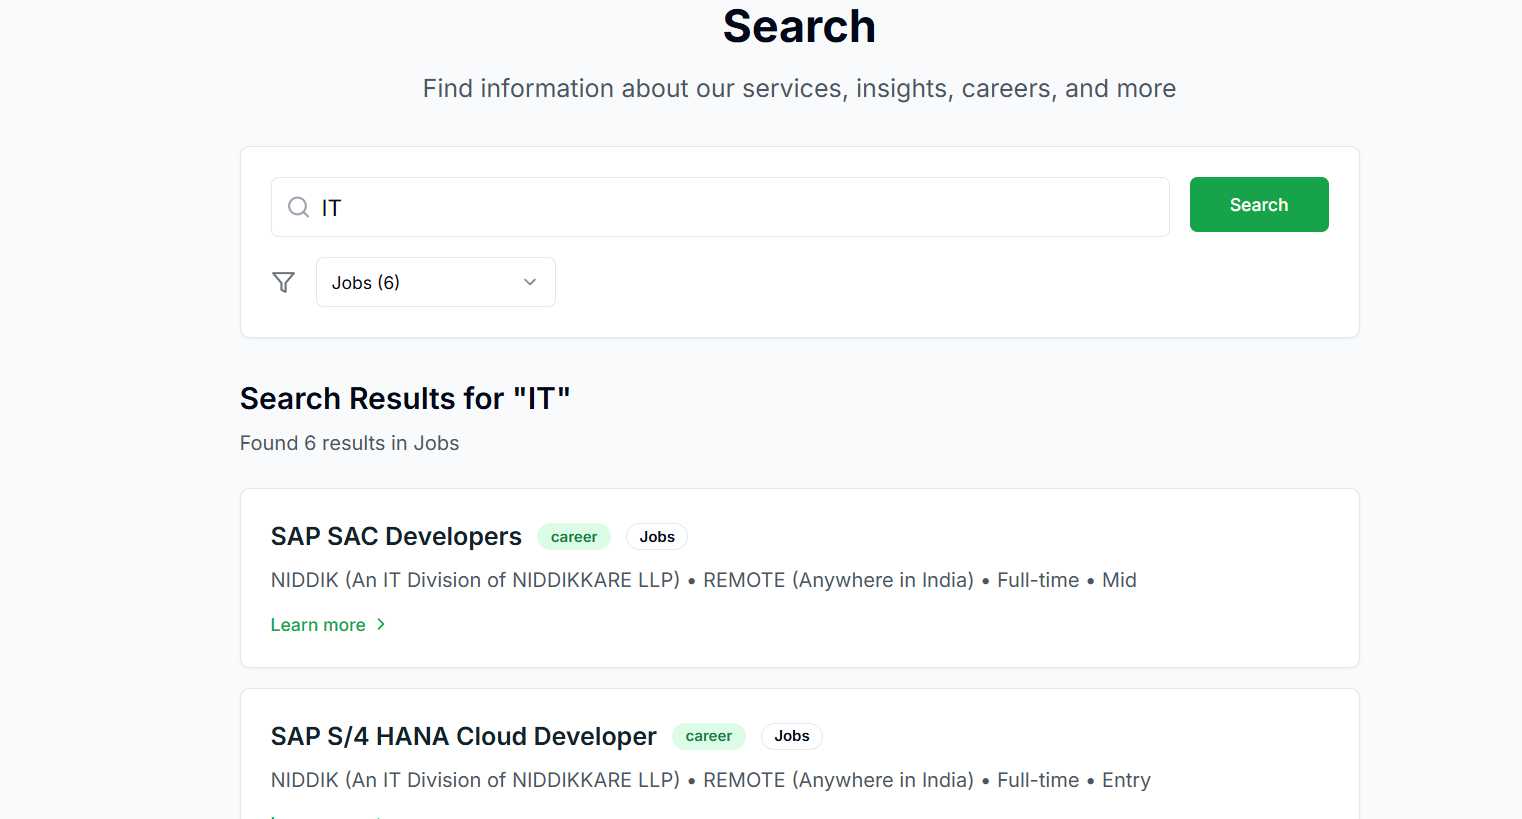 Search
Find information about our services, insights, careers, and more
IT
Search
Jobs (6)
Search Results for "IT"
Found 6 results in Jobs
SAP SAC Developers career Jobs
NIDDIK (An IT Division of NIDDIKKARE LLP) • REMOTE (Anywhere in India) • Full-time • Mid
Learn more
SAP S/4 HANA Cloud Developer career Jobs
NIDDIK (An IT Division of NIDDIKKARE LLP) • REMOTE (Anywhere in India) • Full-time • Entry